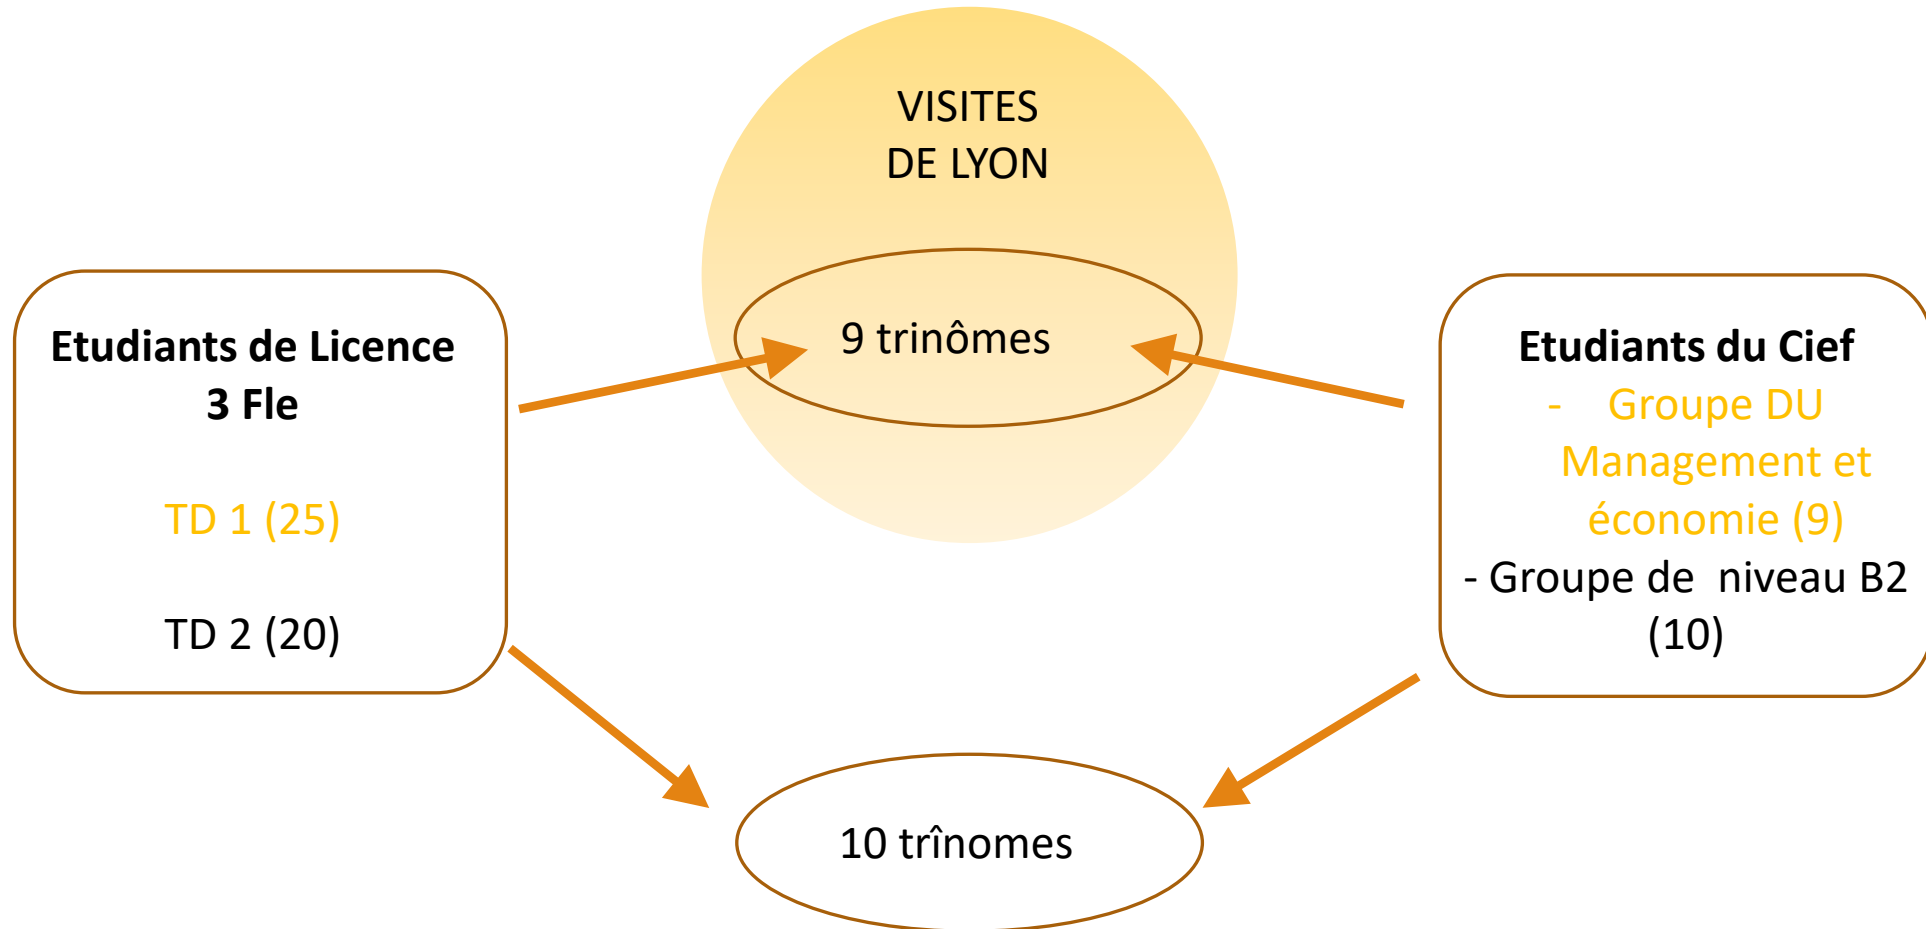 VISITES
DE LYON
9 trinômes
Etudiants de Licence
3 Fle
TD 1 (25)
TD 2 (20)
Etudiants du Cief
- Groupe DU
Management et
économie (9)
- Groupe de niveau B2
(10)
10 trînomes